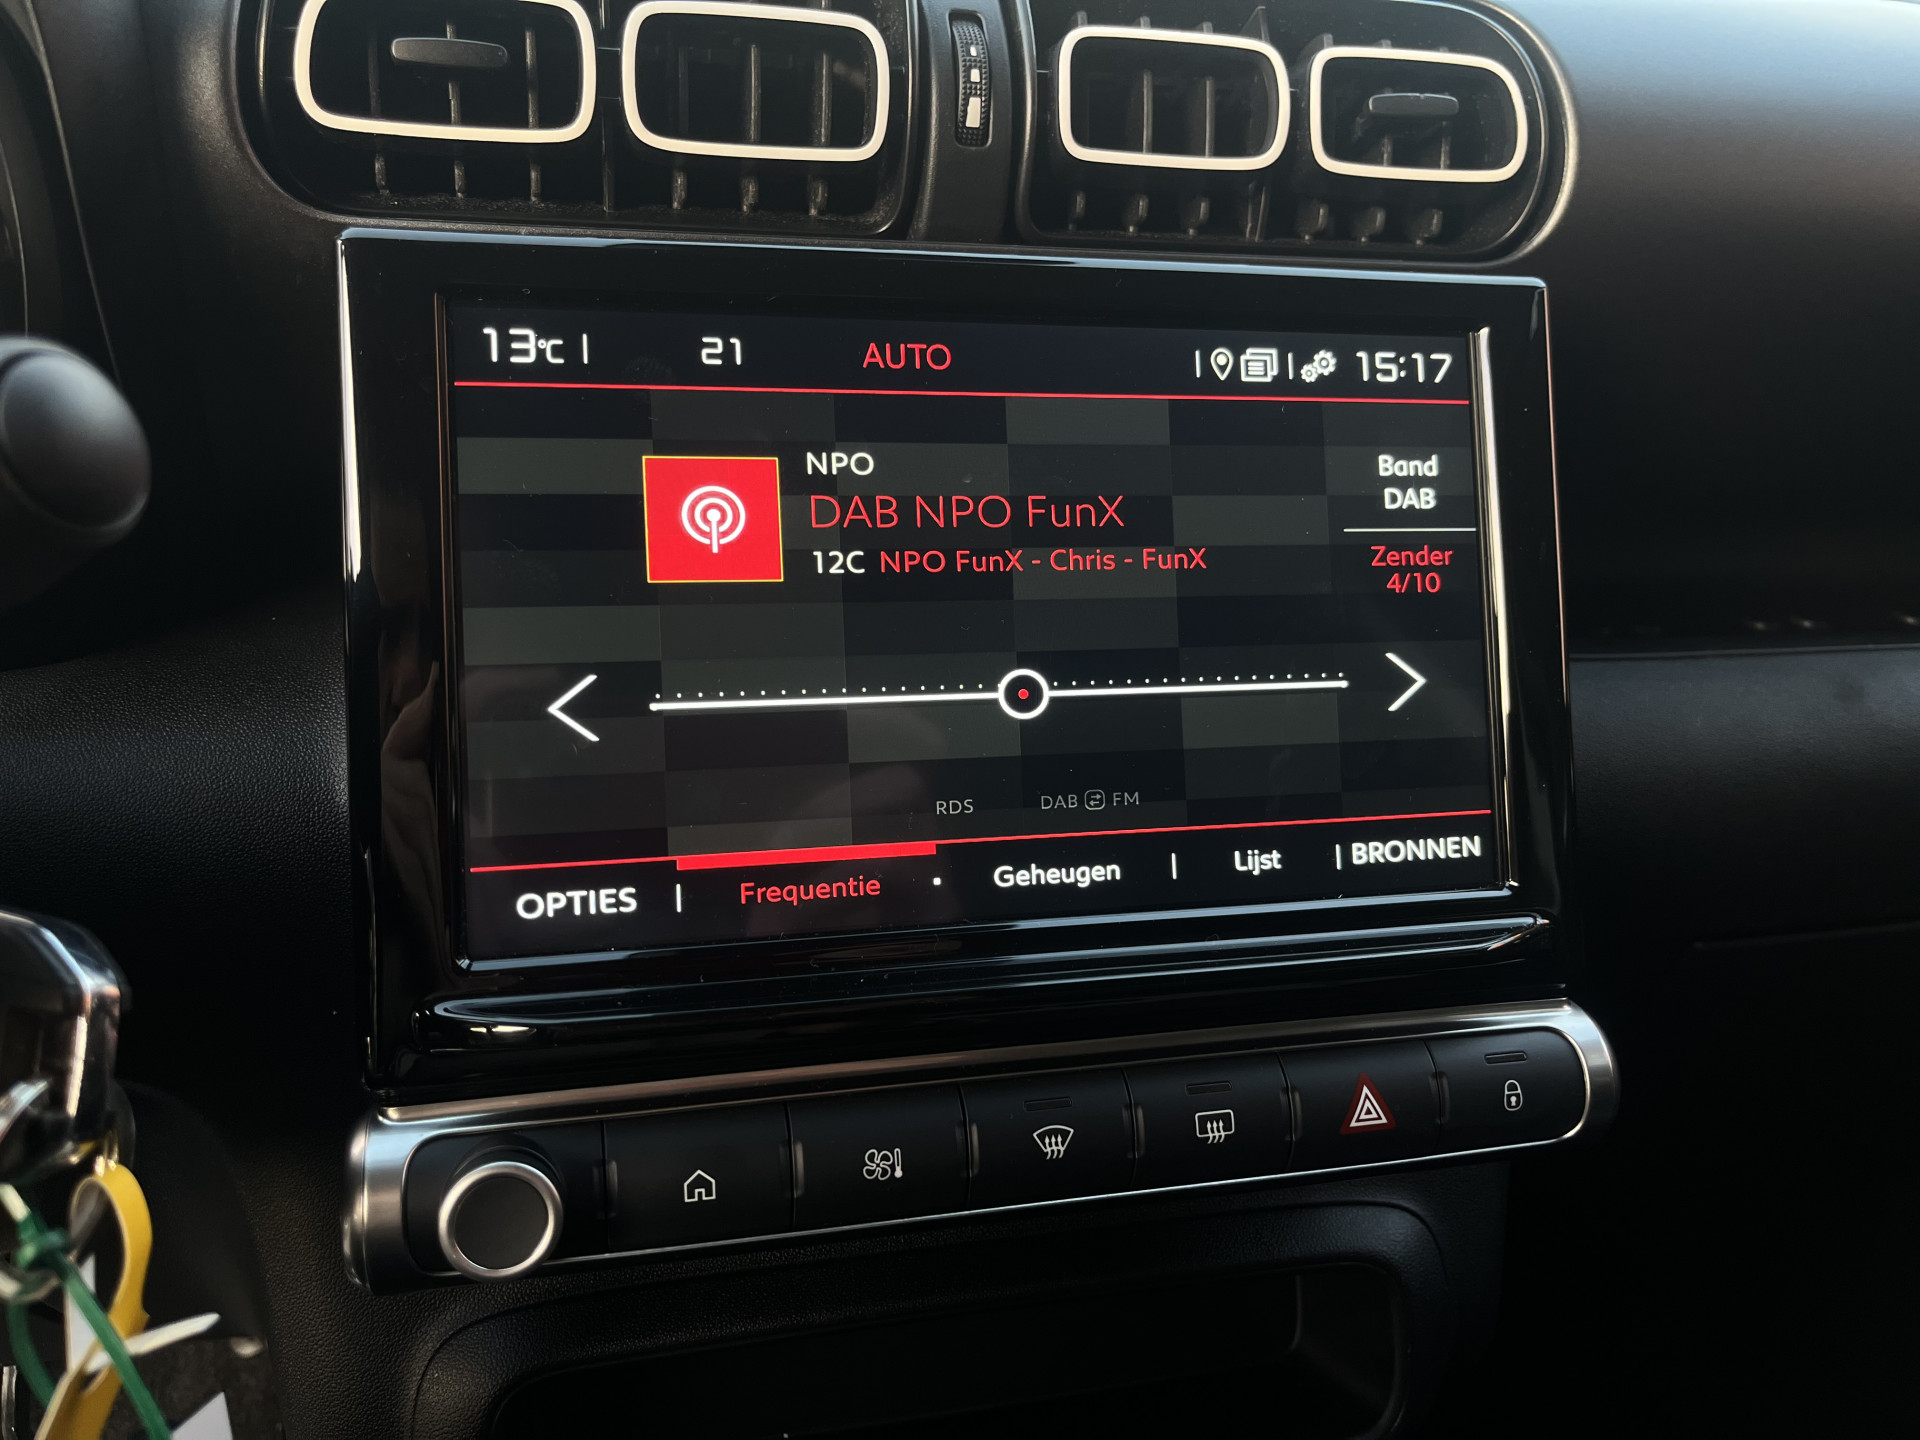 13°C 21 AUTO 15:17
NPO
DAB NPO FunX
12C NPO FunX - Chris - FunX
Band
DAB
Zender
4/10
RDS DAB FM
OPTIES Frequentie Geheugen Lijst BRONNEN